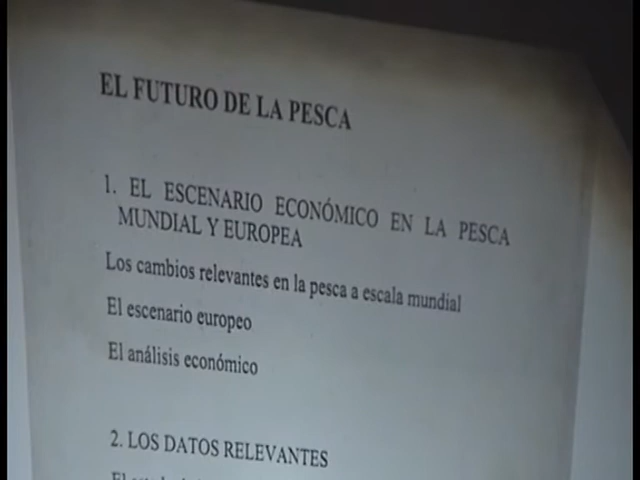 EL FUTURO DE LA PESCA
1. EL ESCENARIO ECONÓMICO EN LA PESCA
MUNDIAL Y EUROPEA
Los cambios relevantes en la pesca a escala mundial
El escenario europeo
El análisis económico
2. LOS DATOS RELEVANTES